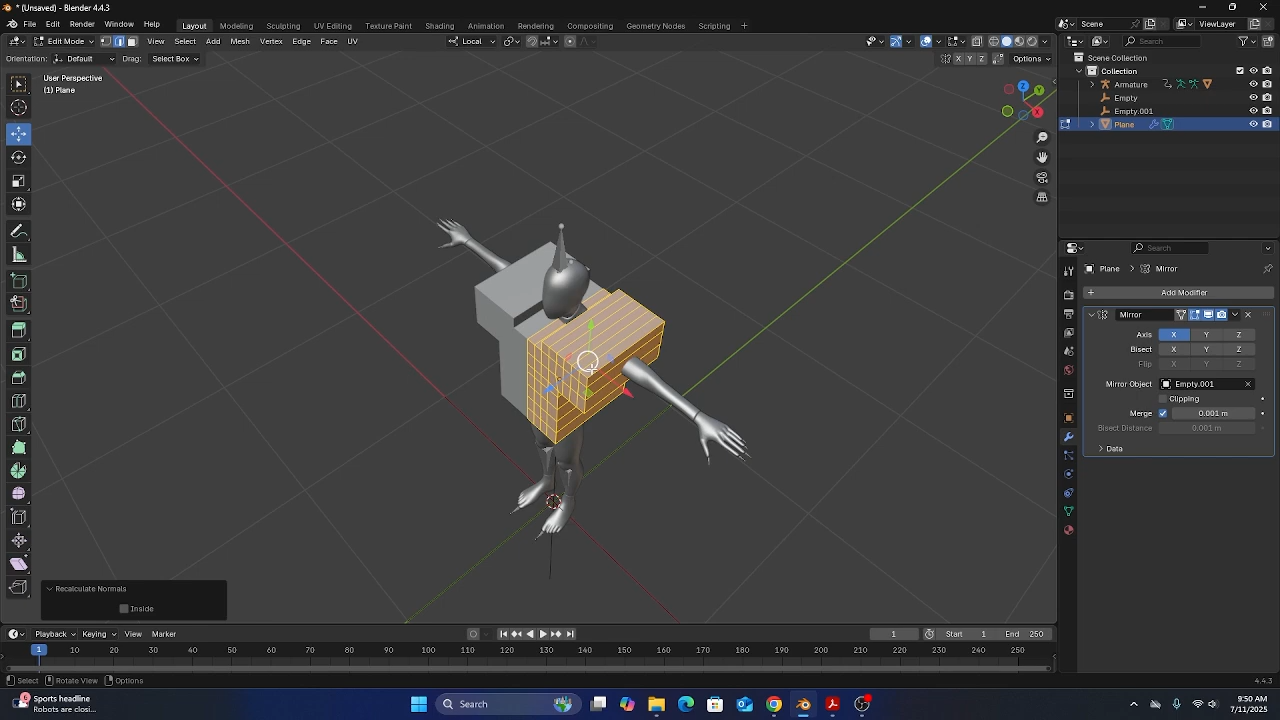 * (Unsaved) - Blender 4.4.3
File Edit Render Window Help Layout Modeling Sculpting UV Editing Texture Paint Shading Animation Rendering Compositing Geometry Nodes Scripting + Scene ViewLayer
Edit Mode View Select Add Mesh Vertex Edge Face UV Local Search
Orientation: Default Drag: Select Box X Y Z Options
User Perspective
(1) Plane
Scene Collection
Collection
Armature
Empty
Empty.001
Plane
Search
Plane > Mirror
+ Add Modifier
Mirror
Axis X Y Z
Bisect X Y Z
Flip X Y Z
Mirror Object Empty.001
Clipping
Merge 0.001 m
Bisect Distance 0.001 m
Data
Recalculate Normals
Inside
Playback Keying View Marker 1 Start 1 End 250
1 10 20 30 40 50 60 70 80 90 100 110 120 130 140 150 160 170 180 190 200 210 220 230 240 250
Select Rotate View Options 4.4.3
Sports headline
Robots are closi...
Search
9:50 AM
7/11/2025